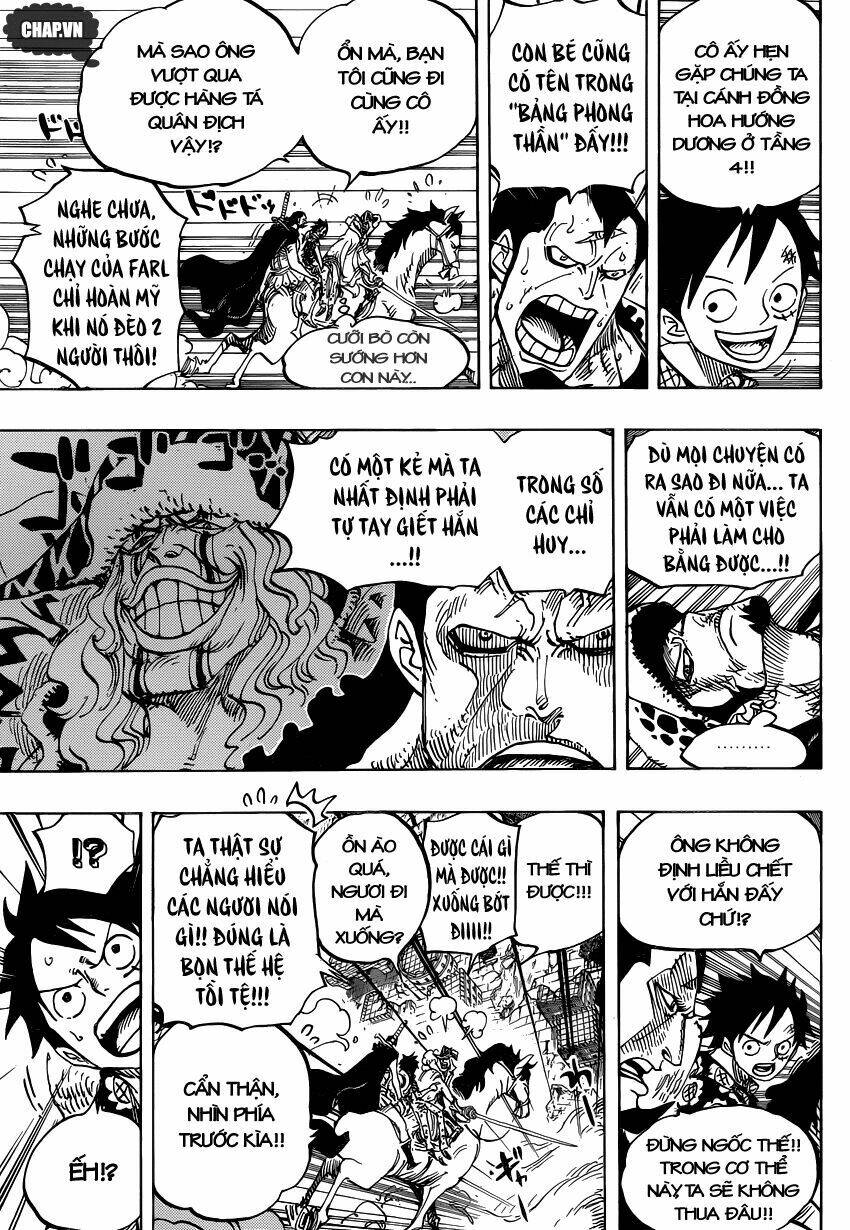 CHAP.VN
CÔ ẤY HẸN
GẶP CHÚNG TA
TẠI CÁNH ĐỒNG
HOA HƯỚNG
DƯƠNG Ở TẦNG
4!!
CON BÉ CŨNG
CÓ TÊN TRONG
"BẢNG PHONG
THẦN" ĐẤY!!!
ỔN MÀ, BẠN
TÔI CŨNG ĐI
CÙNG CÔ
ẤY!!
MÀ SAO ÔNG
VƯỢT QUA
ĐƯỢC HÀNG TÁ
QUÂN ĐỊCH
VẬY!?
ドドド
ドドドッ
NGHE CHƯA,
NHỮNG BƯỚC
CHẠY CỦA FARL
CHỈ HOÀN MỸ
KHI NÓ ĐÈO 2
NGƯỜI THÔI!
CƯỠI BÒ CÒN
SƯỚNG HƠN
CON NÀY...
DÙ MỌI CHUYỆN CÓ
RA SAO ĐI NỮA... TA
VẪN CÓ MỘT VIỆC
PHẢI LÀM CHO
BẰNG ĐƯỢC...!!
..........
TRONG SỐ
CÁC CHỈ
HUY...
CÓ MỘT KẺ MÀ TA
NHẤT ĐỊNH PHẢI
TỰ TAY GIẾT HẮN
...!!
ÔNG KHÔNG
ĐỊNH LIỀU CHẾT
VỚI HẮN ĐẤY
CHỨ!?
ĐỪNG NGỐC THẾ!!
TRONG CƠ THỂ
NÀY, TA SẼ KHÔNG
THUA ĐÂU!!
THẾ THÌ
ĐƯỢC!!!
ĐƯỢC CÁI GÌ
MÀ ĐƯỢC!!
XUỐNG BỚT
ĐIIII!!
ỒN ÀO
QUÁ,
NGƯƠI ĐI
MÀ
XUỐNG?
TA THẬT SỰ
CHẲNG HIỂU
CÁC NGƯƠI NÓI
GÌ!! ĐÚNG LÀ
BỌN THẾ HỆ
TỒI TỆ!!!
CẨN THẬN,
NHÌN PHÍA
TRƯỚC KÌA!!
!?
ẾH!?